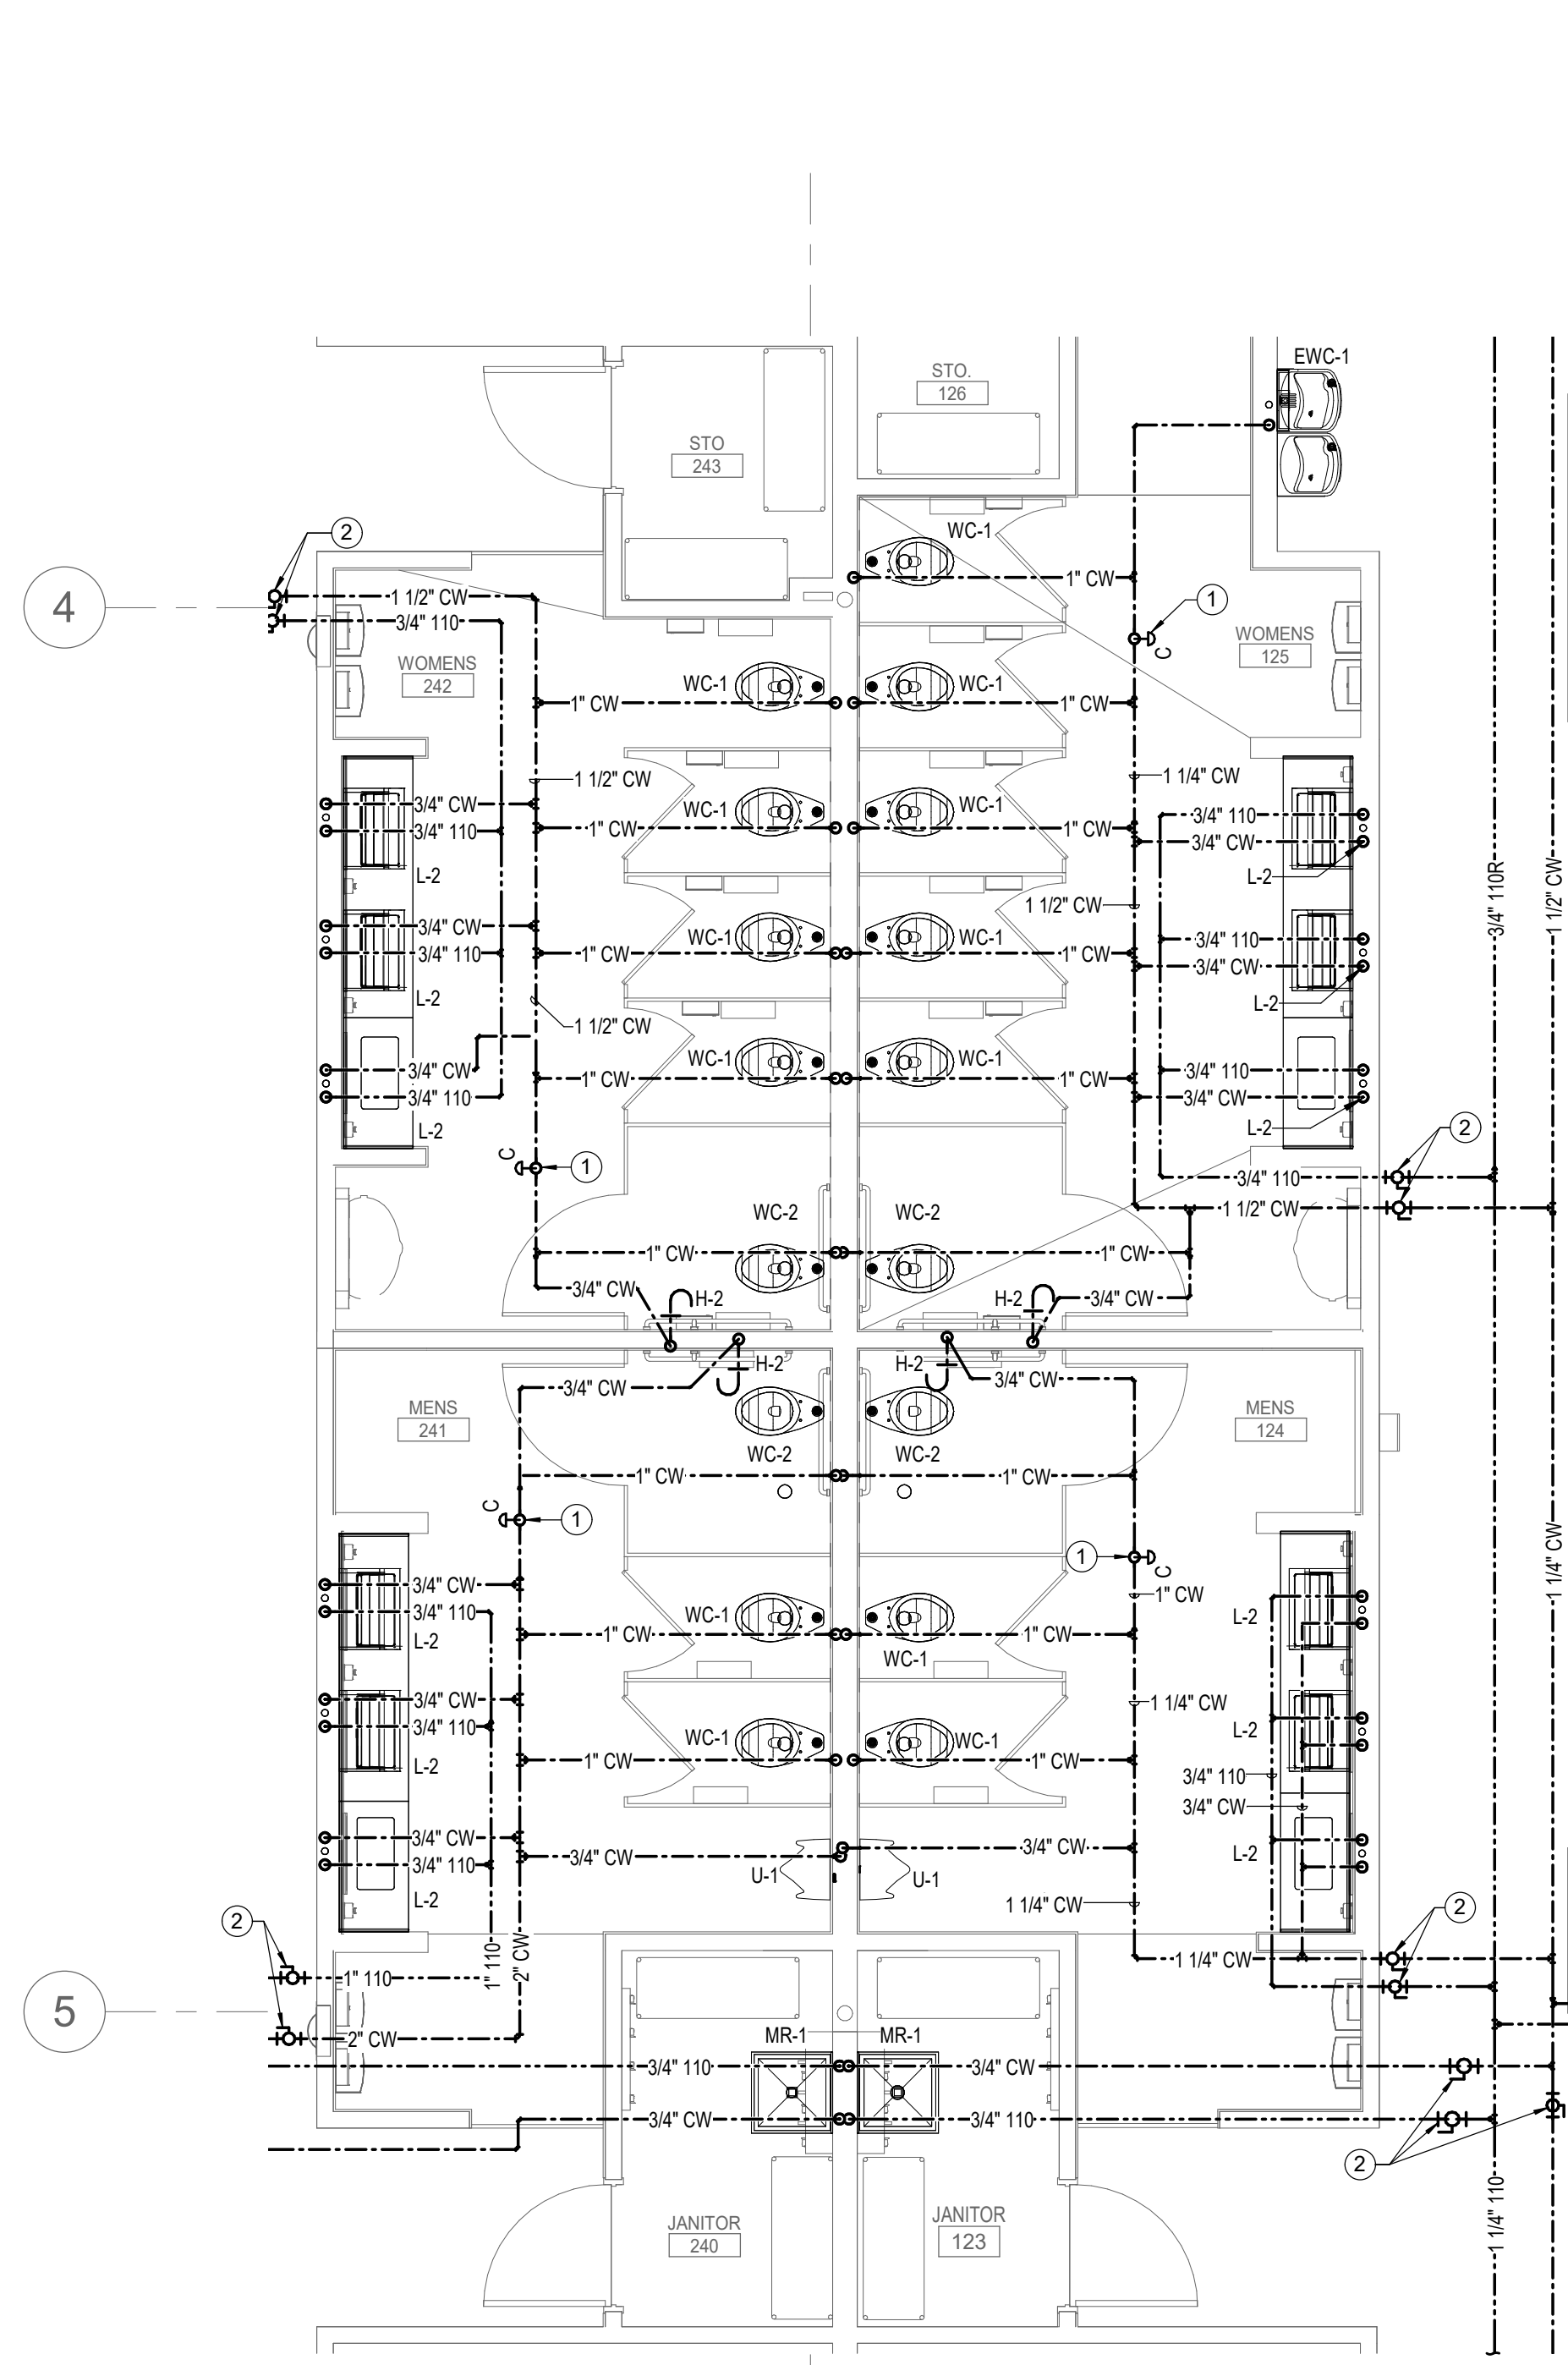 EWC-1
STO.
126
STO
243
WC-1
2
1" CW
1 1/2" CW
3/4" 110
4
1
C
WOMENS
125
WOMENS
242
WC-1
WC-1
1" CW
1" CW
1 1/2" CW
1 1/4" CW
3/4" CW
3/4" 110
WC-1
WC-1
1" CW
1" CW
3/4" 110
3/4" CW
L-2
L-2
3/4" 110R
1 1/2" CW
1 1/2" CW
3/4" CW
3/4" 110
WC-1
WC-1
1" CW
1" CW
3/4" 110
3/4" CW
L-2
L-2
1 1/2" CW
3/4" CW
3/4" 110
WC-1
WC-1
1" CW
1" CW
3/4" 110
3/4" CW
L-2
L-2
2
C
1
3/4" 110
1 1/2" CW
WC-2
WC-2
1" CW
1" CW
3/4" CW
H-2
H-2
3/4" CW
H-2
H-2
3/4" CW
3/4" CW
MENS
241
MENS
124
WC-2
WC-2
1" CW
1" CW
C
1
1
C
1 1/4" CW
3/4" CW
3/4" 110
L-2
1" CW
WC-1
L-2
1" CW
1" CW
WC-1
3/4" CW
3/4" 110
L-2
1 1/4" CW
WC-1
WC-1
L-2
1" CW
1" CW
3/4" 110
3/4" CW
3/4" CW
3/4" 110
L-2
3/4" CW
3/4" CW
U-1
U-1
L-2
1 1/4" CW
2
2
1" 110
1" 110
2" CW
1 1/4" CW
5
2" CW
MR-1
MR-1
3/4" 110
3/4" CW
3/4" CW
3/4" 110
2
1 1/4" 110
JANITOR
240
JANITOR
123